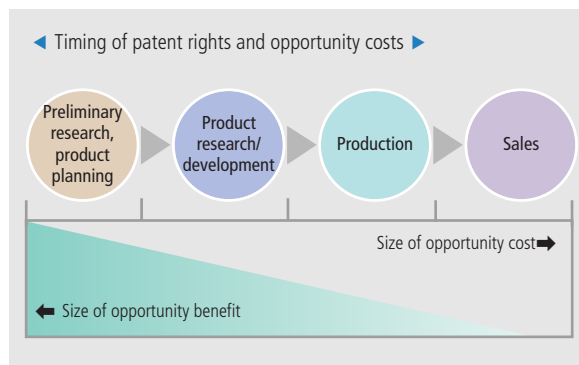 Timing of patent rights and opportunity costs
Preliminary
research,
product
planning
Product
research/
development
Production
Sales
Size of opportunity cost
Size of opportunity benefit